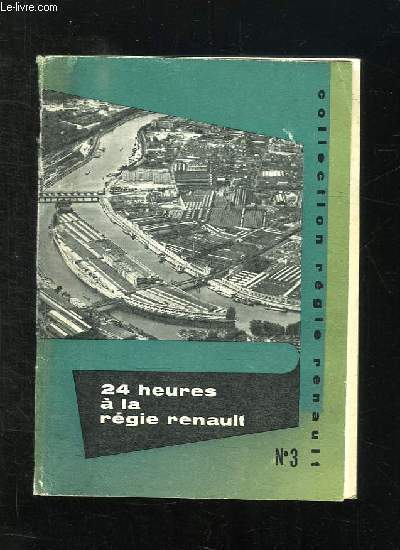 Le-livre.com
24 heures
à la
régie renault
N°3
collection régie renault